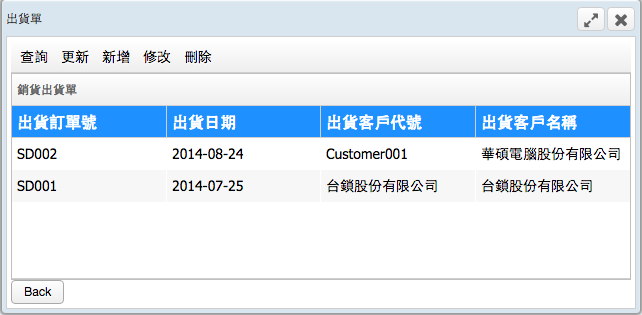 出貨單
查詢 更新 新增 修改 刪除
銷貨出貨單
出貨訂單號 出貨日期 出貨客戶代號 出貨客戶名稱
SD002 2014-08-24 Customer001 華碩電腦股份有限公司
SD001 2014-07-25 台鎖股份有限公司 台鎖股份有限公司
Back